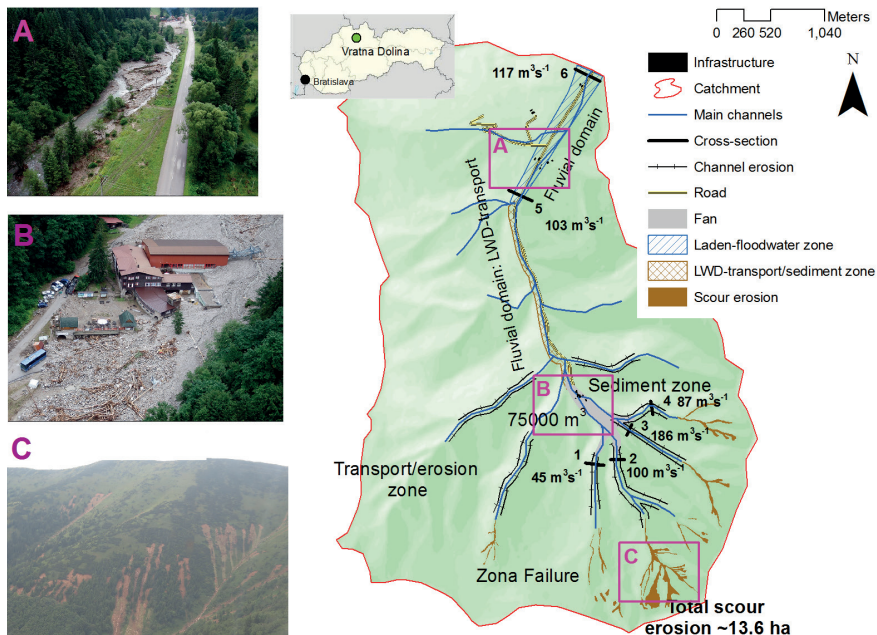 A
B
C
Vratna Dolina
Bratislava
Meters
0 260 520 1,040
N
Infrastructure
Catchment
Main channels
Cross-section
Channel erosion
Road
Fan
Laden-floodwater zone
LWD-transport/sediment zone
Scour erosion
117 m³s⁻¹
6
A
Fluvial domain
5
103 m³s⁻¹
Fluvial domain: LWD-transport
Sediment zone
B
75000 m³
4 87 m³s⁻¹
3
186 m³s⁻¹
1
45 m³s⁻¹
2
100 m³s⁻¹
Transport/erosion
zone
Zona Failure
C
Total scour
erosion ~13.6 ha